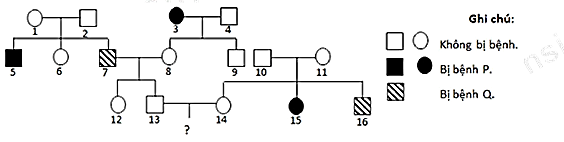 Ghi chú:
1 2 3 4
Không bị bệnh.
5 6 7 8 9 10 11
Bị bệnh P.
12 13 14 15 16
Bị bệnh Q.
?